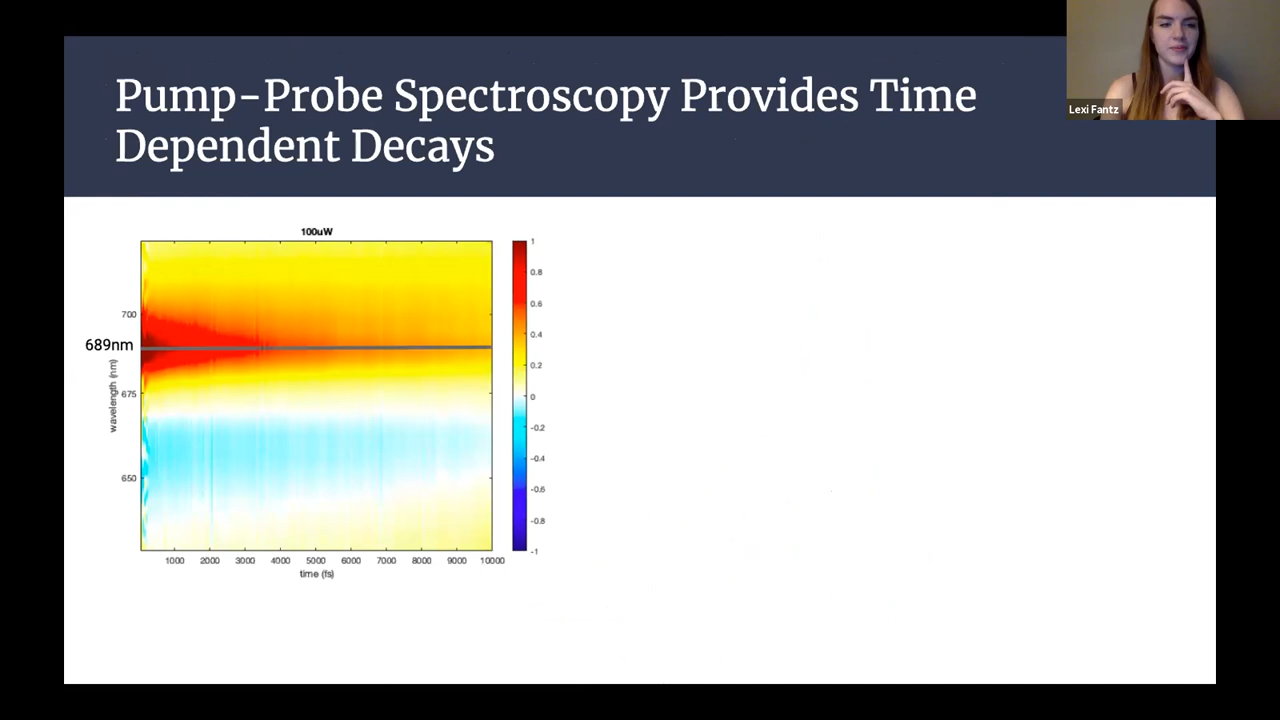 Pump-Probe Spectroscopy Provides Time
Dependent Decays
Lexi Fantz
100uW
700
689nm
675
650
wavelength (nm)
1000 2000 3000 4000 5000 6000 7000 8000 9000 10000
time (fs)
1
0.8
0.6
0.4
0.2
0
-0.2
-0.4
-0.6
-0.8
-1